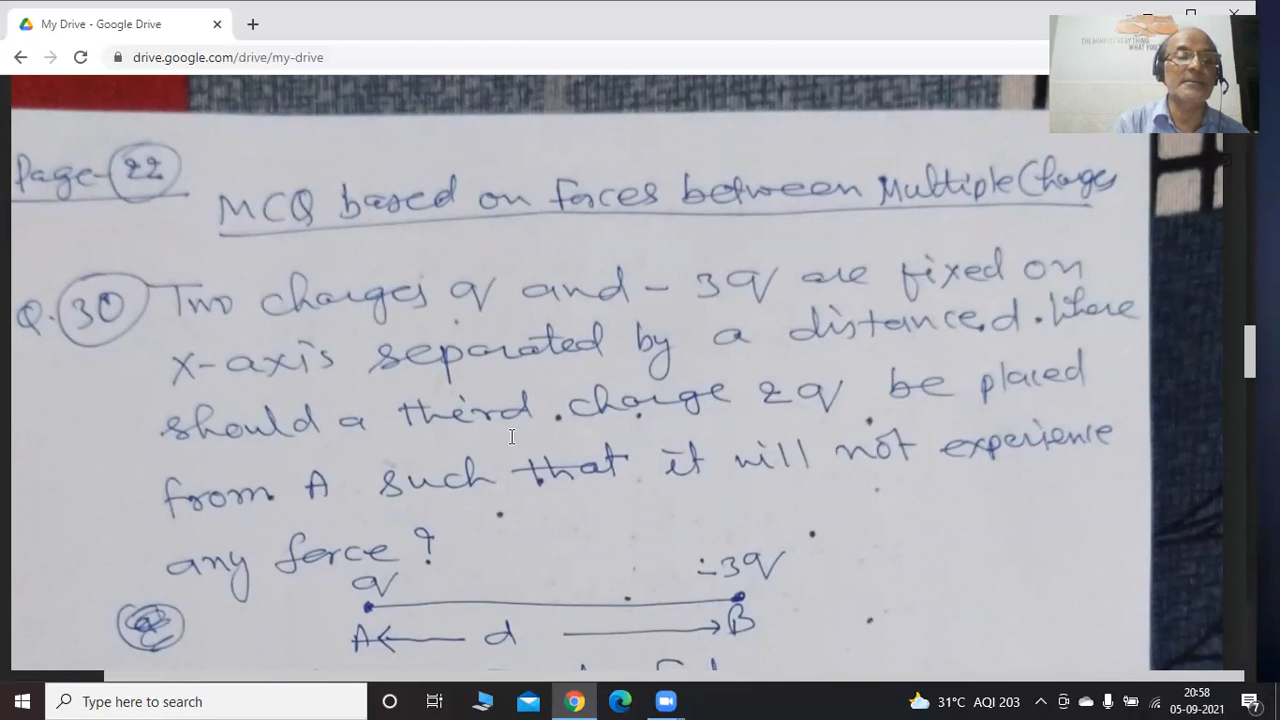 My Drive - Google Drive
drive.google.com/drive/my-drive
WHAT YOU
Page-22
MCQ based on forces between Multiple Charges
Q. 30 Two charges q and - 3q are fixed on
x-axis separated by a distance d. Where
should a third charge 2q be placed
from A such that it will not experience
any force?
q -3q
A d B
Type here to search
31°C AQI 203
20:58
05-09-2021
7